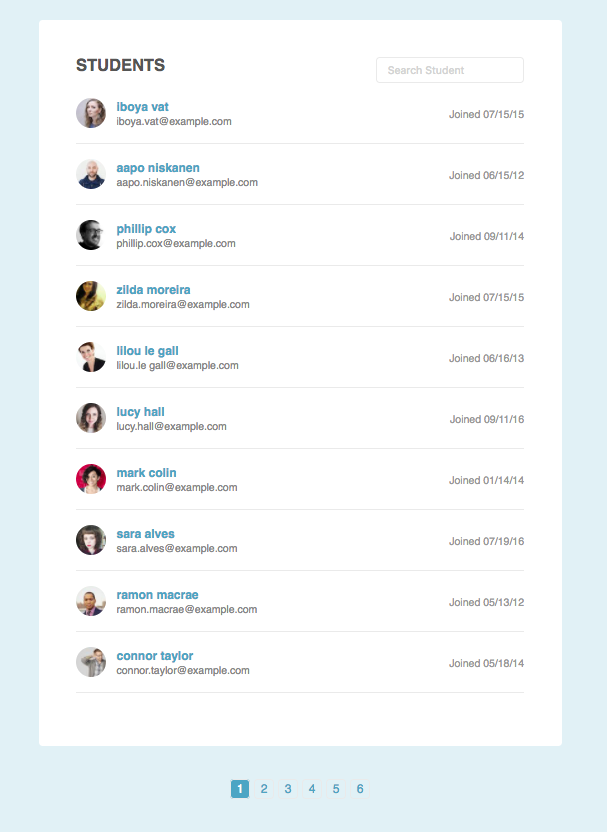 STUDENTS
Search Student
iboya vat
iboya.vat@example.com
Joined 07/15/15
aapo niskanen
aapo.niskanen@example.com
Joined 06/15/12
phillip cox
phillip.cox@example.com
Joined 09/11/14
zilda moreira
zilda.moreira@example.com
Joined 07/15/15
lilou le gall
lilou.le gall@example.com
Joined 06/16/13
lucy hall
lucy.hall@example.com
Joined 09/11/16
mark colin
mark.colin@example.com
Joined 01/14/14
sara alves
sara.alves@example.com
Joined 07/19/16
ramon macrae
ramon.macrae@example.com
Joined 05/13/12
connor taylor
connor.taylor@example.com
Joined 05/18/14
1 2 3 4 5 6